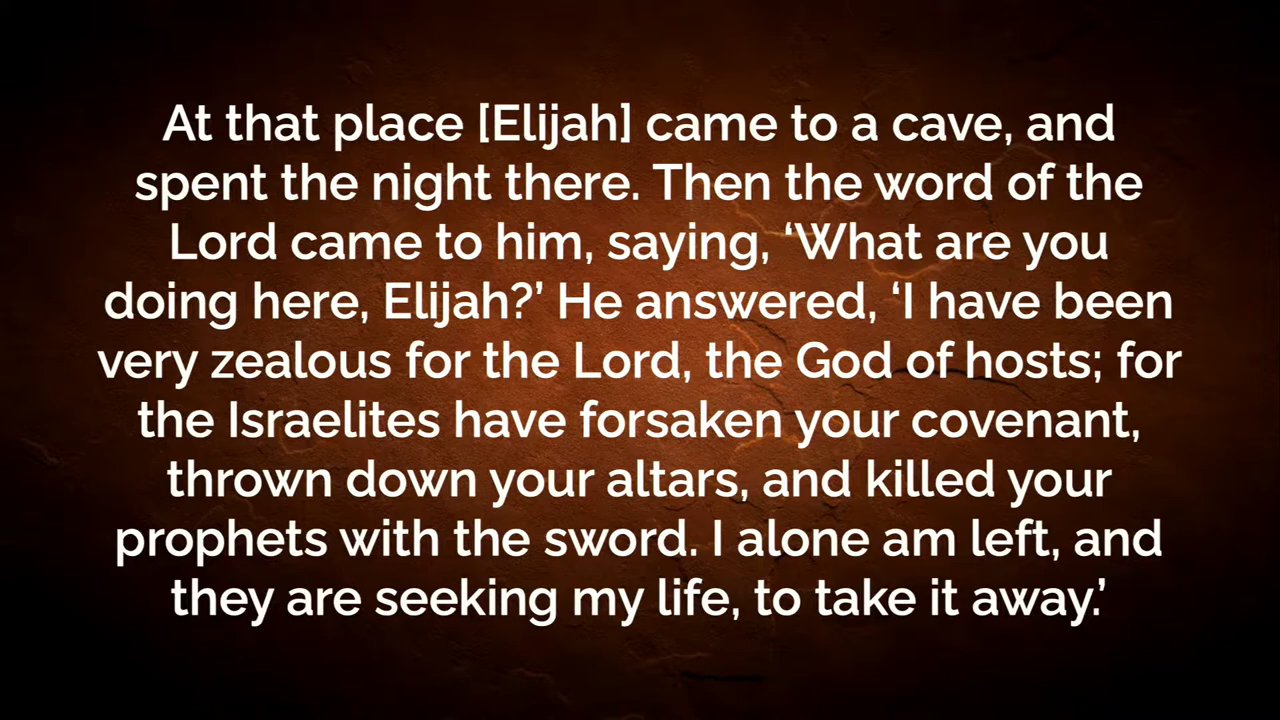 At that place [Elijah] came to a cave, and
spent the night there. Then the word of the
Lord came to him, saying, ‘What are you
doing here, Elijah?’ He answered, ‘I have been
very zealous for the Lord, the God of hosts; for
the Israelites have forsaken your covenant,
thrown down your altars, and killed your
prophets with the sword. I alone am left, and
they are seeking my life, to take it away.’